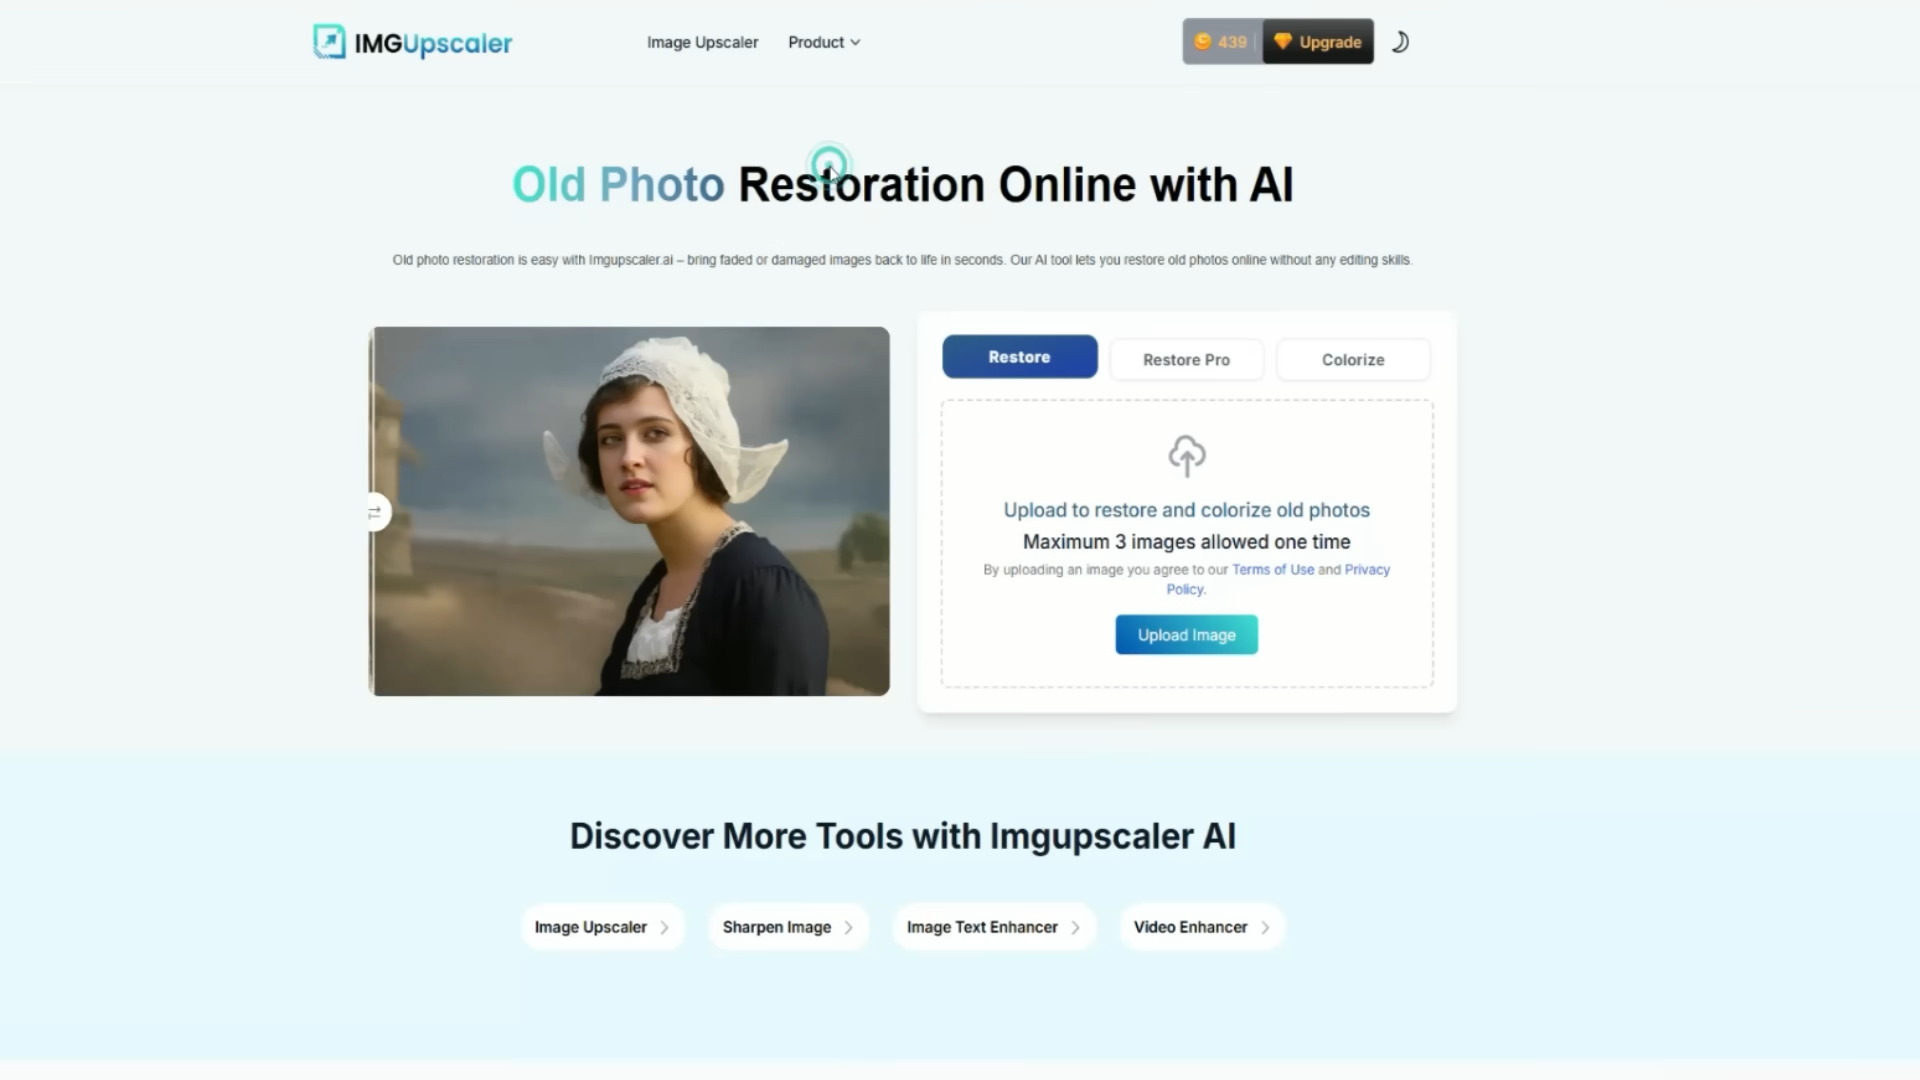 IMGUpscaler
Image Upscaler
Product
439
Upgrade
Old Photo Restoration Online with AI
Old photo restoration is easy with Imgupscaler.ai – bring faded or damaged images back to life in seconds. Our AI tool lets you restore old photos online without any editing skills.
Restore
Restore Pro
Colorize
Upload to restore and colorize old photos
Maximum 3 images allowed one time
By uploading an image you agree to our Terms of Use and Privacy
Policy.
Upload Image
Discover More Tools with Imgupscaler AI
Image Upscaler
Sharpen Image
Image Text Enhancer
Video Enhancer